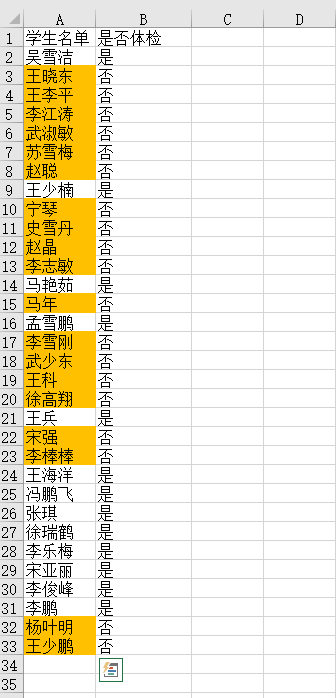 A B C D
1 学生名单 是否体检
2 吴雪洁 是
3 王晓东 否
4 王李平 否
5 李江涛 否
6 武淑敏 否
7 苏雪梅 否
8 赵聪 否
9 王少楠 是
10 宁琴 否
11 史雪丹 否
12 赵晶 否
13 李志敏 否
14 马艳茹 是
15 马年 否
16 孟雪鹏 是
17 李雪刚 否
18 武少东 否
19 王科 否
20 徐高翔 否
21 王兵 是
22 宋强 否
23 李棒棒 否
24 王海洋 是
25 冯鹏飞 是
26 张琪 是
27 徐瑞鹤 是
28 李乐梅 是
29 宋亚丽 是
30 李俊峰 是
31 李鹏 是
32 杨叶明 否
33 王少鹏 否
34
35